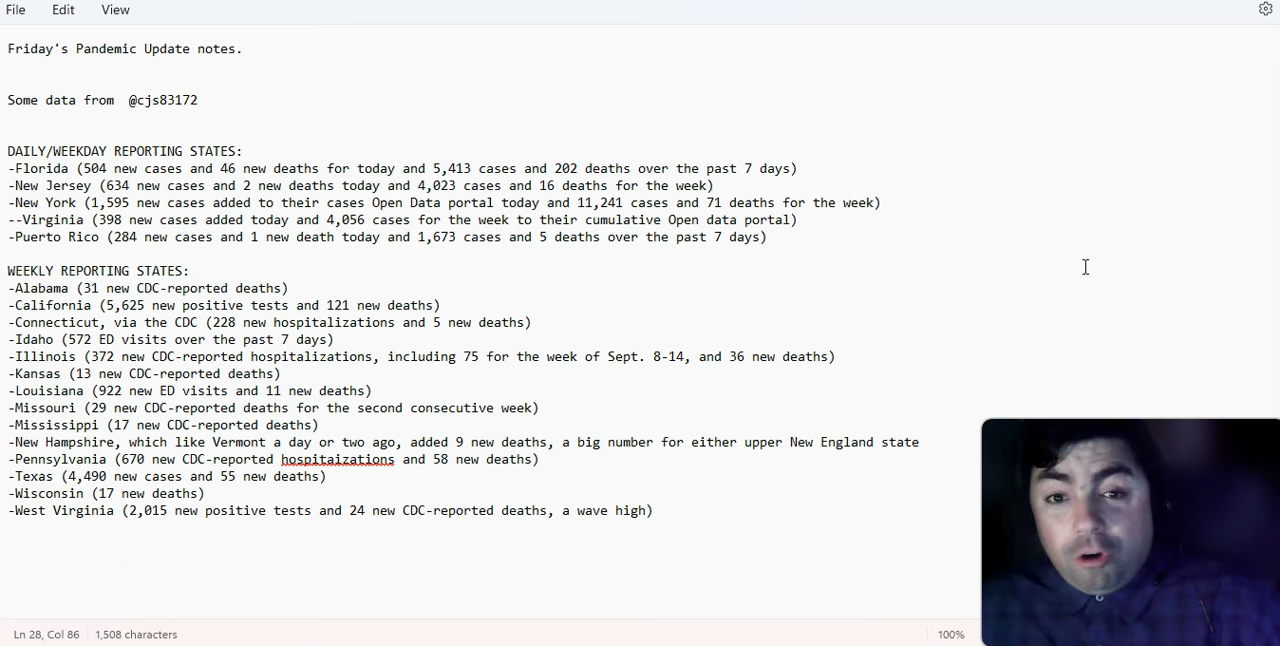 File Edit View
Friday's Pandemic Update notes.
Some data from @cjs83172
DAILY/WEEKDAY REPORTING STATES:
-Florida (504 new cases and 46 new deaths for today and 5,413 cases and 202 deaths over the past 7 days)
-New Jersey (634 new cases and 2 new deaths today and 4,023 cases and 16 deaths for the week)
-New York (1,595 new cases added to their cases Open Data portal today and 11,241 cases and 71 deaths for the week)
--Virginia (398 new cases added today and 4,056 cases for the week to their cumulative Open data portal)
-Puerto Rico (284 new cases and 1 new death today and 1,673 cases and 5 deaths over the past 7 days)
WEEKLY REPORTING STATES:
-Alabama (31 new CDC-reported deaths)
-California (5,625 new positive tests and 121 new deaths)
-Connecticut, via the CDC (228 new hospitalizations and 5 new deaths)
-Idaho (572 ED visits over the past 7 days)
-Illinois (372 new CDC-reported hospitalizations, including 75 for the week of Sept. 8-14, and 36 new deaths)
-Kansas (13 new CDC-reported deaths)
-Louisiana (922 new ED visits and 11 new deaths)
-Missouri (29 new CDC-reported deaths for the second consecutive week)
-Mississippi (17 new CDC-reported deaths)
-New Hampshire, which like Vermont a day or two ago, added 9 new deaths, a big number for either upper New England state
-Pennsylvania (670 new CDC-reported hospitaizations and 58 new deaths)
-Texas (4,490 new cases and 55 new deaths)
-Wisconsin (17 new deaths)
-West Virginia (2,015 new positive tests and 24 new CDC-reported deaths, a wave high)
Ln 28, Col 86 1,508 characters 100%